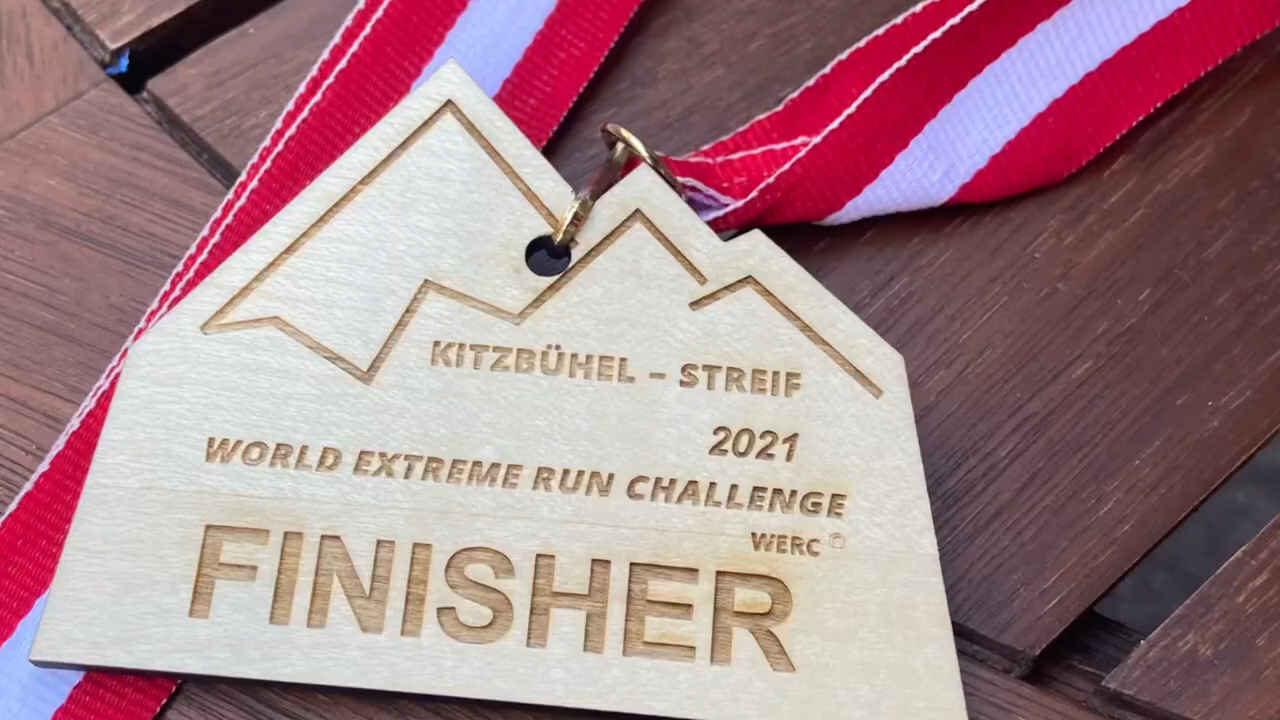 KITZBÜHEL – STREIF
2021
WORLD EXTREME RUN CHALLENGE
WERC ©
FINISHER